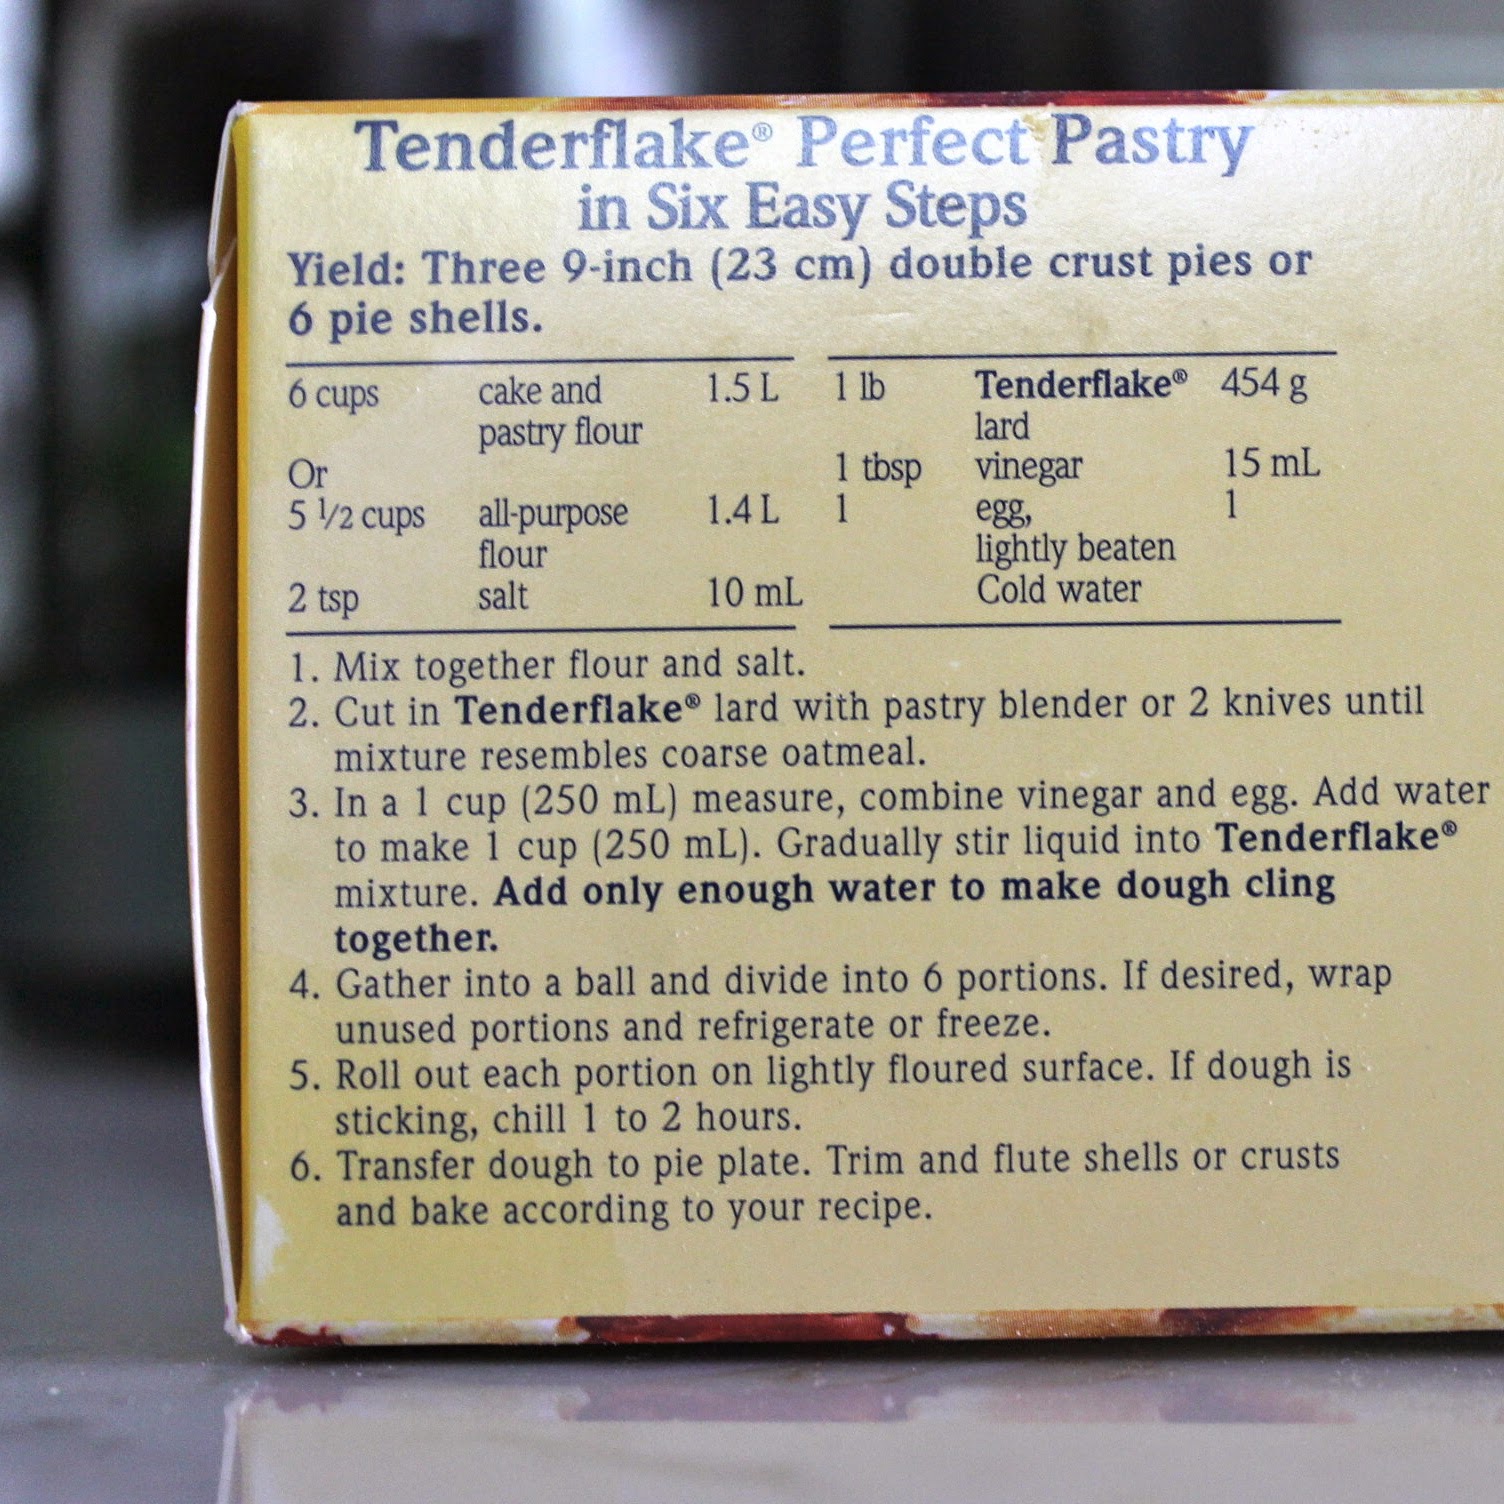 Tenderflake® Perfect Pastry
in Six Easy Steps
Yield: Three 9-inch (23 cm) double crust pies or
6 pie shells.
6 cups cake and 1.5 L
pastry flour
Or
5 1/2 cups all-purpose 1.4 L
flour
2 tsp salt 10 mL
1 lb Tenderflake® 454 g
lard
1 tbsp vinegar 15 mL
1 egg, 1
lightly beaten
Cold water
1. Mix together flour and salt.
2. Cut in Tenderflake® lard with pastry blender or 2 knives until
mixture resembles coarse oatmeal.
3. In a 1 cup (250 mL) measure, combine vinegar and egg. Add water
to make 1 cup (250 mL). Gradually stir liquid into Tenderflake®
mixture. Add only enough water to make dough cling
together.
4. Gather into a ball and divide into 6 portions. If desired, wrap
unused portions and refrigerate or freeze.
5. Roll out each portion on lightly floured surface. If dough is
sticking, chill 1 to 2 hours.
6. Transfer dough to pie plate. Trim and flute shells or crusts
and bake according to your recipe.